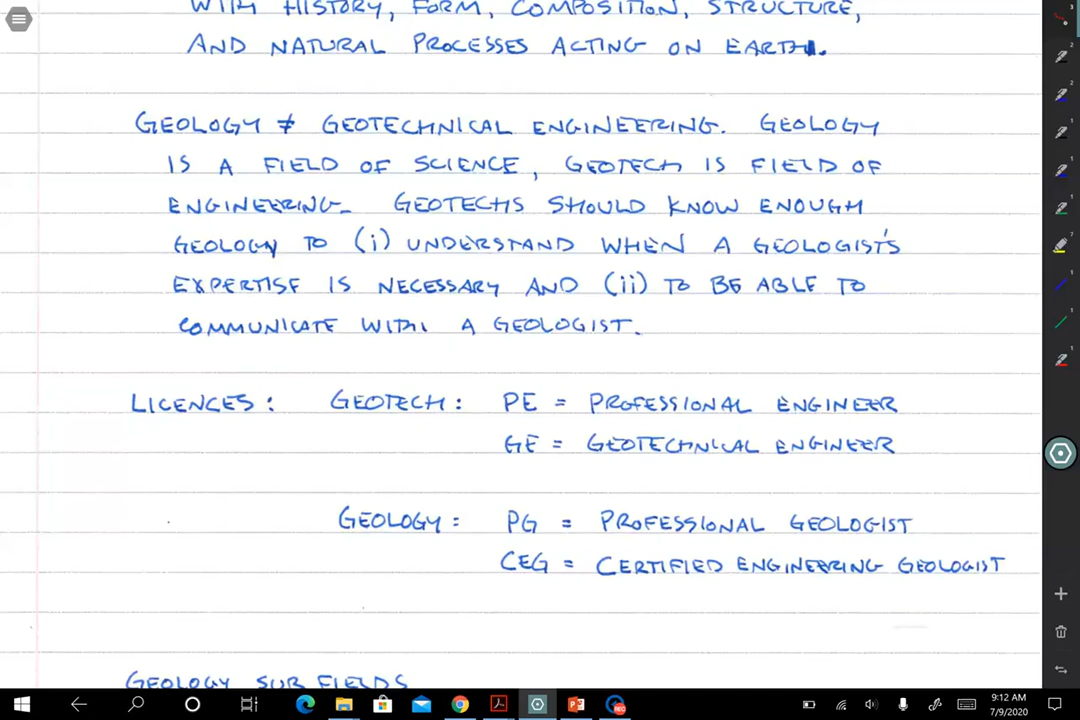 WITH HISTORY, FORM, COMPOSITION, STRUCTURE,
AND NATURAL PROCESSES ACTING ON EARTH.
GEOLOGY ≠ GEOTECHNICAL ENGINEERING. GEOLOGY
IS A FIELD OF SCIENCE, GEOTECH IS FIELD OF
ENGINEERING. GEOTECHS SHOULD KNOW ENOUGH
GEOLOGY TO (i) UNDERSTAND WHEN A GEOLOGIST'S
EXPERTISE IS NECESSARY AND (ii) TO BE ABLE TO
COMMUNICATE WITH A GEOLOGIST.
LICENCES: GEOTECH: PE = PROFESSIONAL ENGINEER
GE = GEOTECHNICAL ENGINEER
GEOLOGY: PG = PROFESSIONAL GEOLOGIST
CEG = CERTIFIED ENGINEERING GEOLOGIST
GEOLOGY SUB FIELDS
9:12 AM
7/9/2020